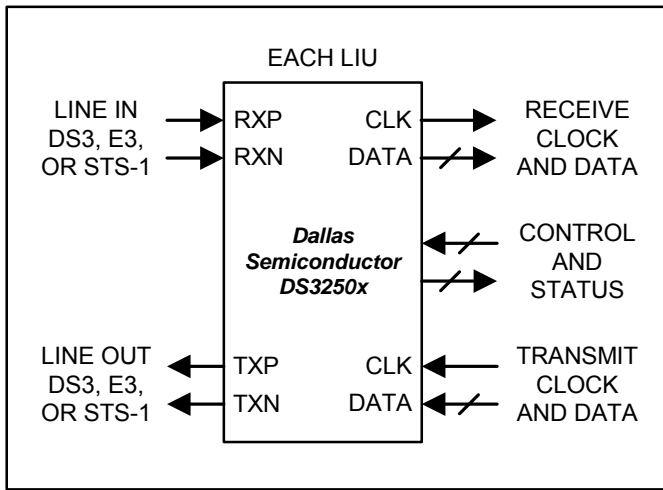 EACH LIU
LINE IN
DS3, E3,
OR STS-1
RXP
RXN
CLK
DATA
RECEIVE
CLOCK
AND DATA
Dallas
Semiconductor
DS3250x
CONTROL
AND
STATUS
LINE OUT
DS3, E3,
OR STS-1
TXP
TXN
CLK
DATA
TRANSMIT
CLOCK
AND DATA